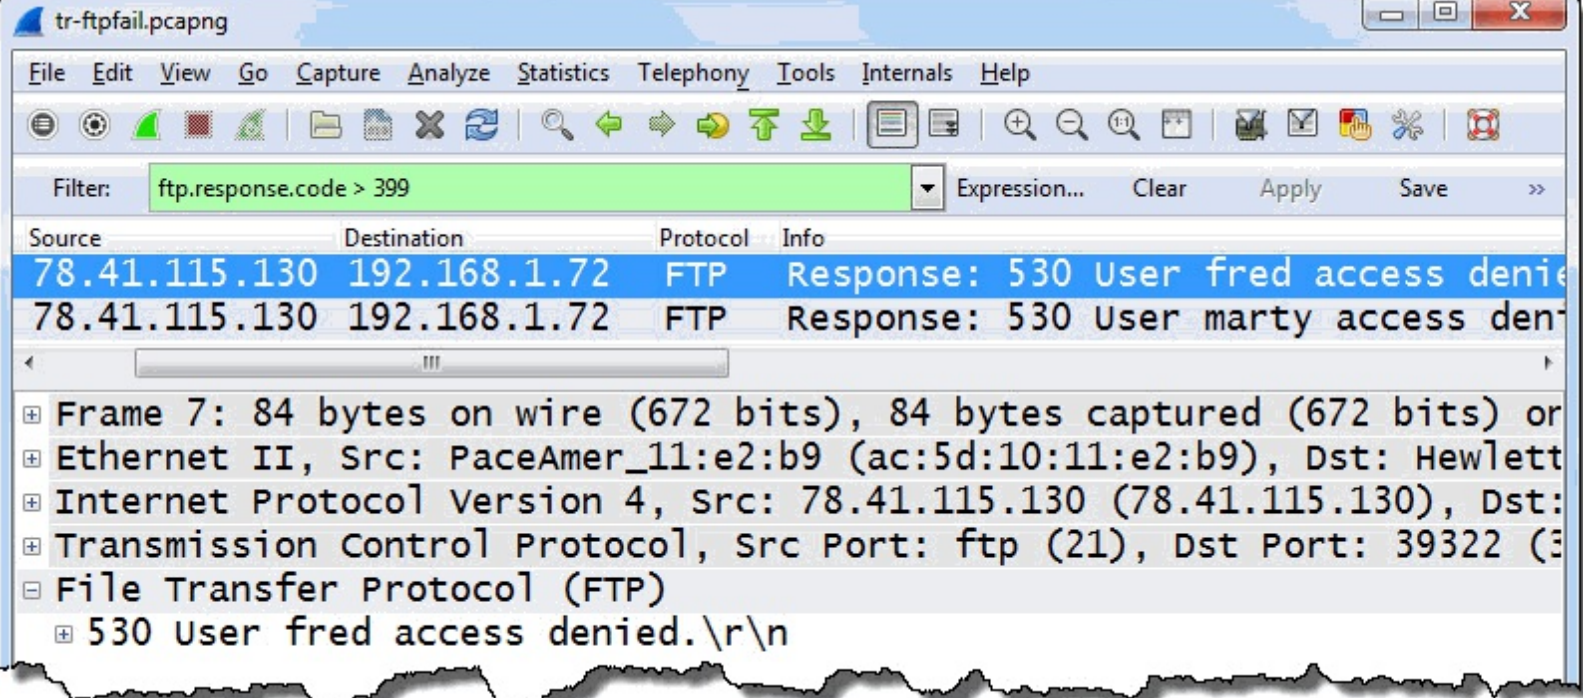 tr-ftpfail.pcapng
File Edit View Go Capture Analyze Statistics Telephony Tools Internals Help
Filter: ftp.response.code > 399 Expression... Clear Apply Save »
Source Destination Protocol Info
78.41.115.130 192.168.1.72 FTP Response: 530 User fred access denie
78.41.115.130 192.168.1.72 FTP Response: 530 User marty access den
Frame 7: 84 bytes on wire (672 bits), 84 bytes captured (672 bits) on
Ethernet II, Src: PaceAmer_11:e2:b9 (ac:5d:10:11:e2:b9), Dst: Hewlett
Internet Protocol Version 4, Src: 78.41.115.130 (78.41.115.130), Dst:
Transmission Control Protocol, Src Port: ftp (21), Dst Port: 39322 (3
File Transfer Protocol (FTP)
530 User fred access denied.\r\n